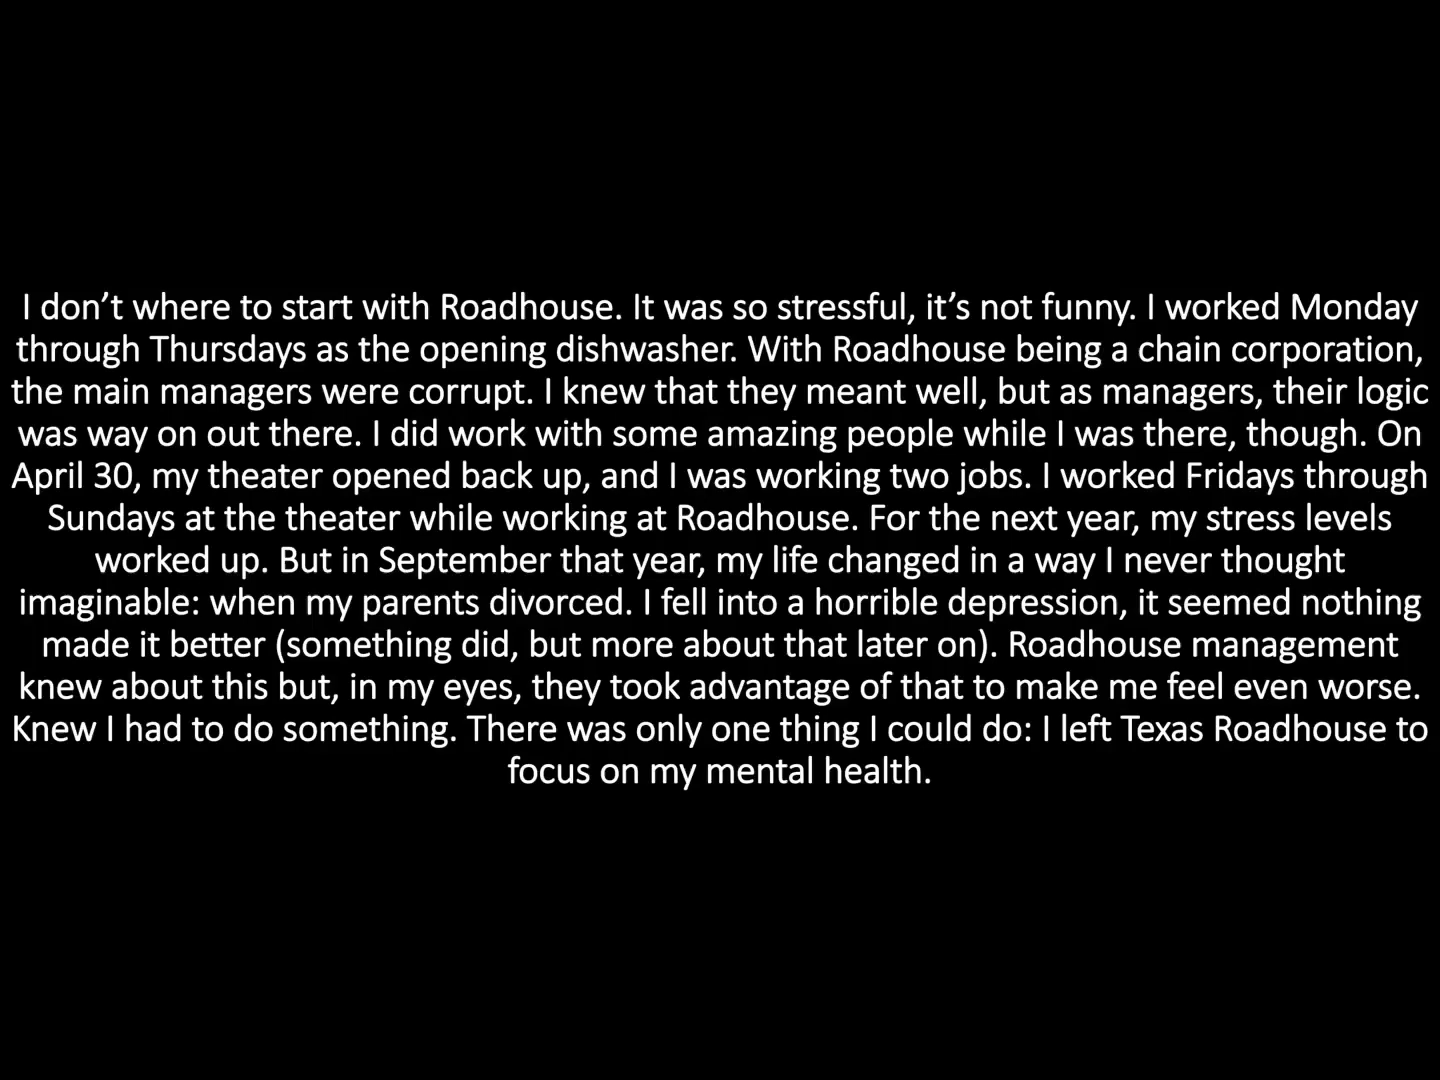 I don’t where to start with Roadhouse. It was so stressful, it’s not funny. I worked Monday
through Thursdays as the opening dishwasher. With Roadhouse being a chain corporation,
the main managers were corrupt. I knew that they meant well, but as managers, their logic
was way on out there. I did work with some amazing people while I was there, though. On
April 30, my theater opened back up, and I was working two jobs. I worked Fridays through
Sundays at the theater while working at Roadhouse. For the next year, my stress levels
worked up. But in September that year, my life changed in a way I never thought
imaginable: when my parents divorced. I fell into a horrible depression, it seemed nothing
made it better (something did, but more about that later on). Roadhouse management
knew about this but, in my eyes, they took advantage of that to make me feel even worse.
Knew I had to do something. There was only one thing I could do: I left Texas Roadhouse to
focus on my mental health.